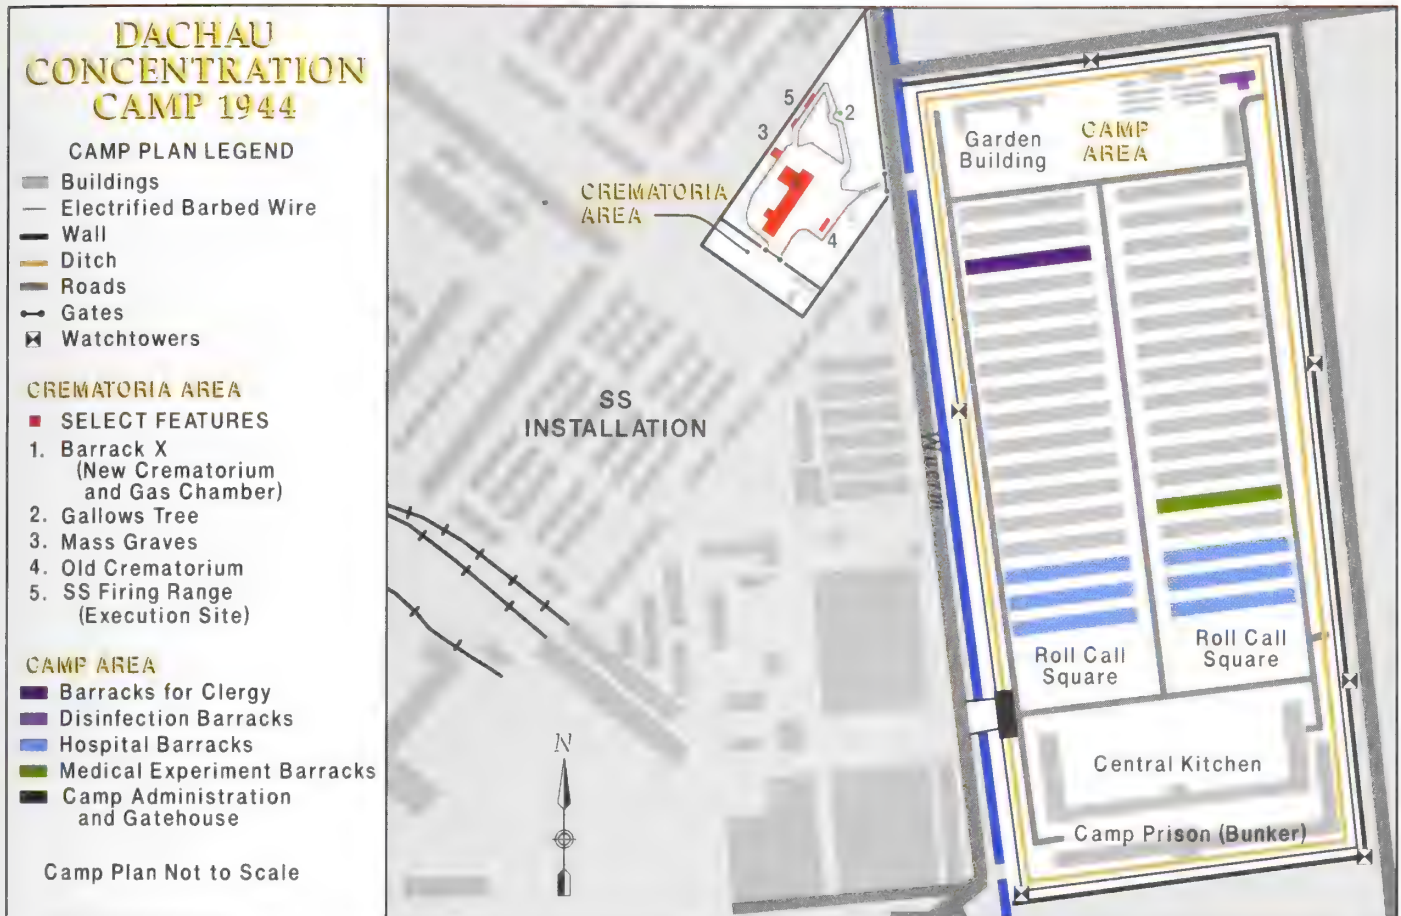 DACHAU
CONCENTRATION
CAMP 1944
CAMP PLAN LEGEND
Buildings
Electrified Barbed Wire
Wall
Ditch
Roads
Gates
Watchtowers
CREMATORIA AREA
SELECT FEATURES
1. Barrack X
(New Crematorium
and Gas Chamber)
2. Gallows Tree
3. Mass Graves
4. Old Crematorium
5. SS Firing Range
(Execution Site)
CAMP AREA
Barracks for Clergy
Disinfection Barracks
Hospital Barracks
Medical Experiment Barracks
Camp Administration
and Gatehouse
Camp Plan Not to Scale
5
2
3
CREMATORIA
AREA
4
SS
INSTALLATION
N
Garden
Building
CAMP
AREA
Roll Call
Square
Roll Call
Square
Central Kitchen
Camp Prison (Bunker)